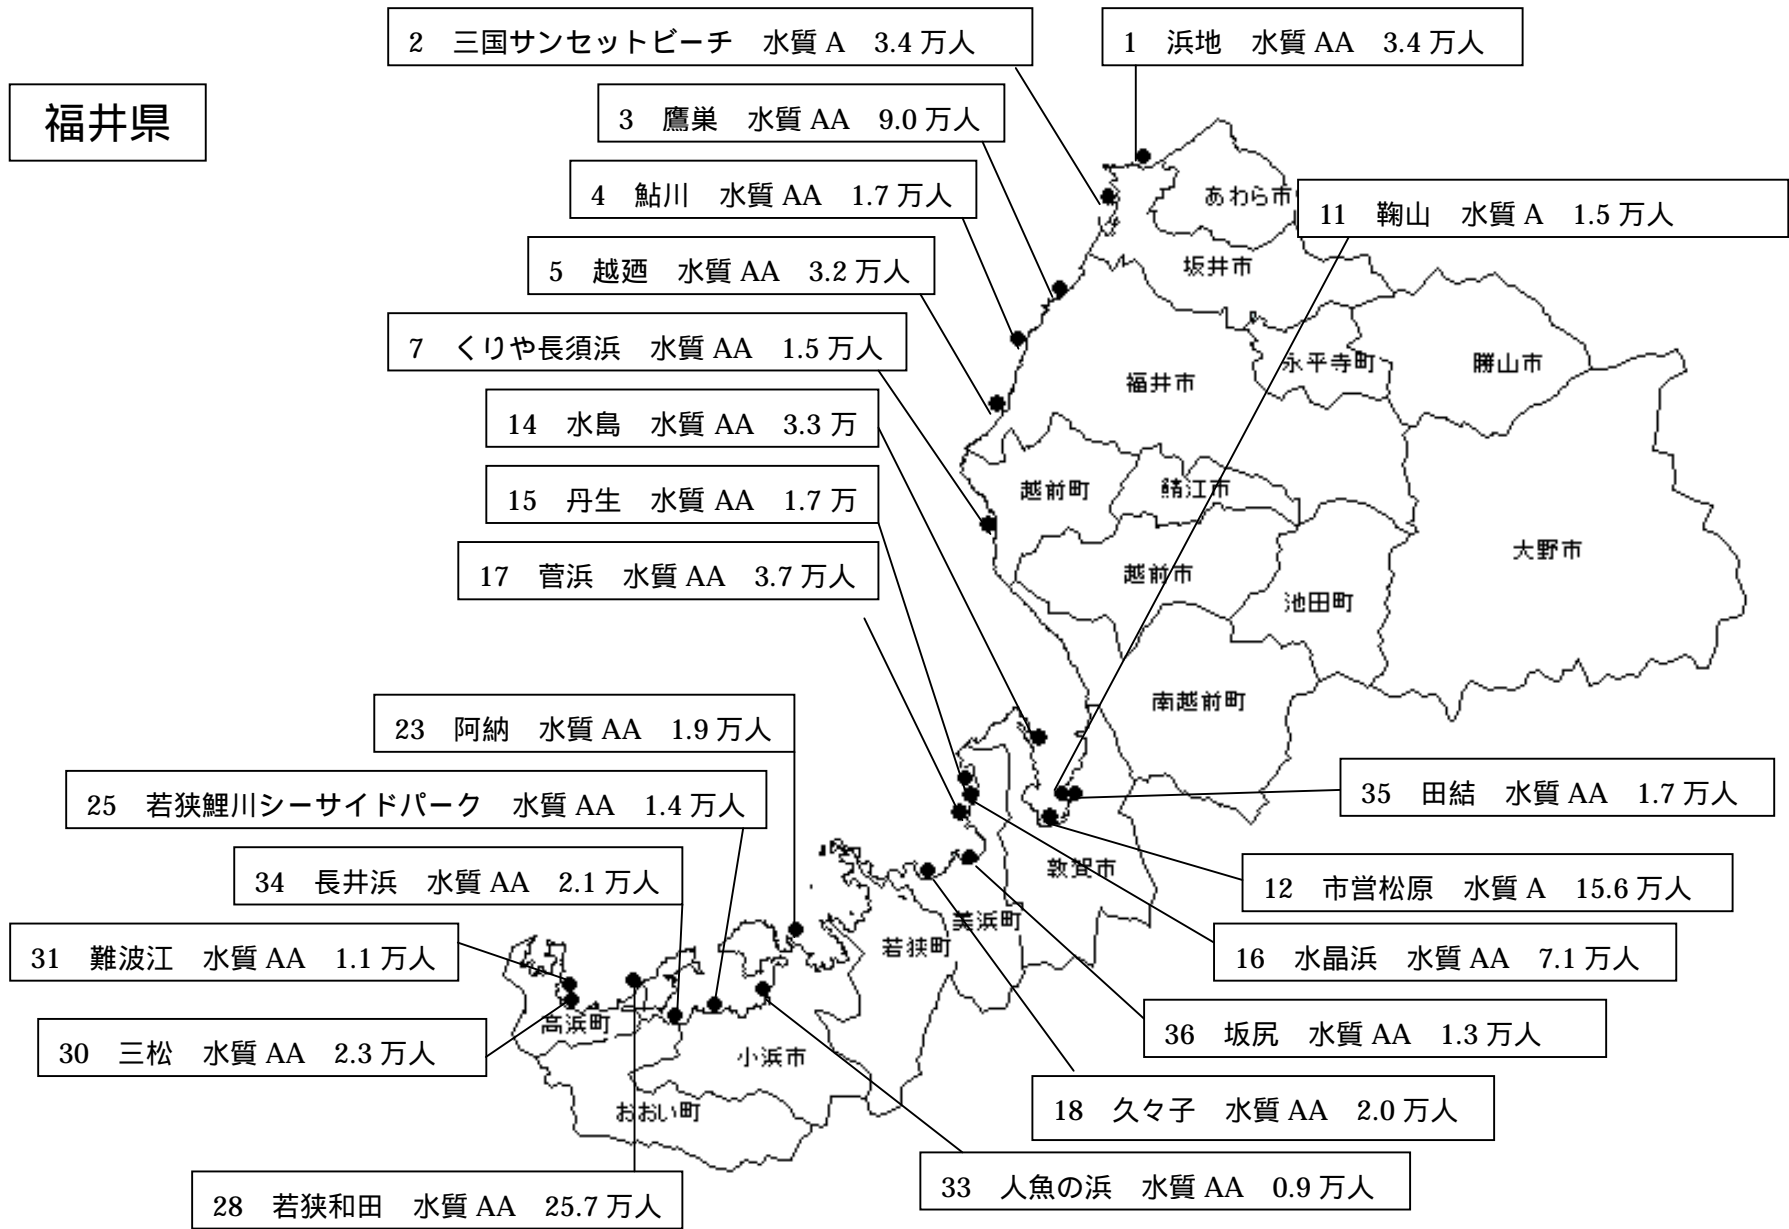 2 三国サンセットビーチ 水質 A 3.4 万人
1 浜地 水質 AA 3.4 万人
福井県
3 鷹巣 水質 AA 9.0 万人
4 鮎川 水質 AA 1.7 万人
あわら市
11 鞠山 水質 A 1.5 万人
5 越廼 水質 AA 3.2 万人
坂井市
7 くりや長須浜 水質 AA 1.5 万人
永平寺町
勝山市
福井市
14 水島 水質 AA 3.3 万
15 丹生 水質 AA 1.7 万
越前町
鯖江市
大野市
17 菅浜 水質 AA 3.7 万人
越前市
池田町
南越前町
23 阿納 水質 AA 1.9 万人
25 若狭鯉川シーサイドパーク 水質 AA 1.4 万人
35 田結 水質 AA 1.7 万人
敦賀市
34 長井浜 水質 AA 2.1 万人
12 市営松原 水質 A 15.6 万人
美浜町
若狭町
31 難波江 水質 AA 1.1 万人
16 水晶浜 水質 AA 7.1 万人
高浜町
36 坂尻 水質 AA 1.3 万人
30 三松 水質 AA 2.3 万人
小浜市
おおい町
18 久々子 水質 AA 2.0 万人
33 人魚の浜 水質 AA 0.9 万人
28 若狭和田 水質 AA 25.7 万人